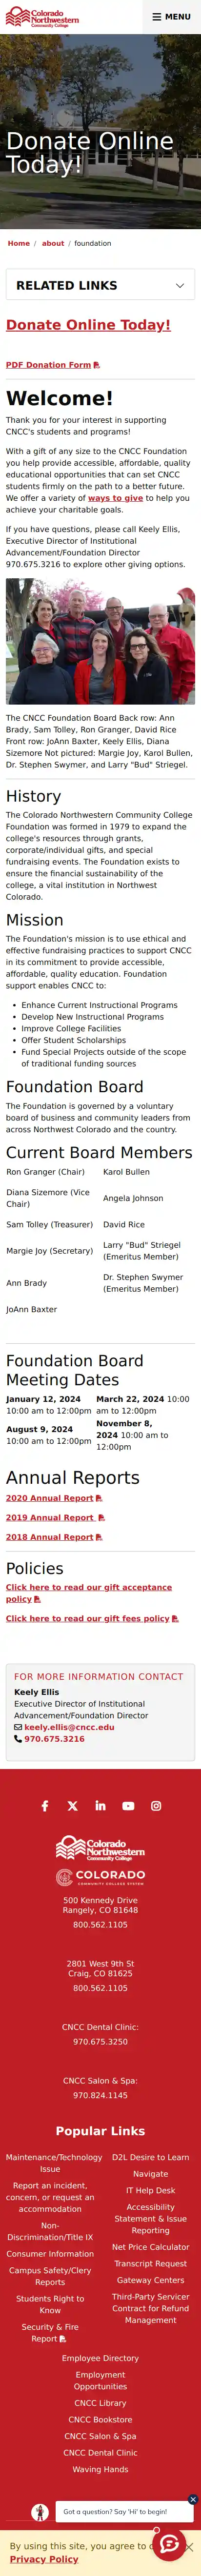 Colorado
Northwestern
Community College
MENU
Donate Online
Today!
Home / about / foundation
RELATED LINKS
Donate Online Today!
PDF Donation Form
Welcome!
Thank you for your interest in supporting
CNCC's students and programs!
With a gift of any size to the CNCC Foundation
you help provide accessible, affordable, quality
educational opportunities that can set CNCC
students firmly on the path to a better future.
We offer a variety of ways to give to help you
achieve your charitable goals.
If you have questions, please call Keely Ellis,
Executive Director of Institutional
Advancement/Foundation Director
970.675.3216 to explore other giving options.
The CNCC Foundation Board Back row: Ann
Brady, Sam Tolley, Ron Granger, David Rice
Front row: JoAnn Baxter, Keely Ellis, Diana
Sizemore Not pictured: Margie Joy, Karol Bullen,
Dr. Stephen Swymer, and Larry "Bud" Striegel.
History
The Colorado Northwestern Community College
Foundation was formed in 1979 to expand the
college's resources through grants,
corporate/individual gifts, and special
fundraising events. The Foundation exists to
ensure the financial sustainability of the
college, a vital institution in Northwest
Colorado.
Mission
The Foundation's mission is to use ethical and
effective fundraising practices to support CNCC
in its commitment to provide accessible,
affordable, quality education. Foundation
support enables CNCC to:
• Enhance Current Instructional Programs
• Develop New Instructional Programs
• Improve College Facilities
• Offer Student Scholarships
• Fund Special Projects outside of the scope
of traditional funding sources
Foundation Board
The Foundation is governed by a voluntary
board of business and community leaders from
across Northwest Colorado and the country.
Current Board Members
Ron Granger (Chair) Karol Bullen
Diana Sizemore (Vice
Chair)
Angela Johnson
Sam Tolley (Treasurer) David Rice
Margie Joy (Secretary)
Larry "Bud" Striegel
(Emeritus Member)
Ann Brady
Dr. Stephen Swymer
(Emeritus Member)
JoAnn Baxter
Foundation Board
Meeting Dates
January 12, 2024
10:00 am to 12:00pm
March 22, 2024 10:00
am to 12:00pm
August 9, 2024
10:00 am to 12:00pm
November 8,
2024 10:00 am to
12:00pm
Annual Reports
2020 Annual Report
2019 Annual Report
2018 Annual Report
Policies
Click here to read our gift acceptance
policy
Click here to read our gift fees policy
FOR MORE INFORMATION CONTACT
Keely Ellis
Executive Director of Institutional
Advancement/Foundation Director
keely.ellis@cncc.edu
970.675.3216
Colorado
Northwestern
Community College
COLORADO
COMMUNITY COLLEGE SYSTEM
500 Kennedy Drive
Rangely, CO 81648
800.562.1105
2801 West 9th St
Craig, CO 81625
800.562.1105
CNCC Dental Clinic:
970.675.3250
CNCC Salon & Spa:
970.824.1145
Popular Links
Maintenance/Technology
Issue
Report an incident,
concern, or request an
accommodation
Non-
Discrimination/Title IX
Consumer Information
Campus Safety/Clery
Reports
Students Right to
Know
Security & Fire
Report
D2L Desire to Learn
Navigate
IT Help Desk
Accessibility
Statement & Issue
Reporting
Net Price Calculator
Transcript Request
Gateway Centers
Third-Party Servicer
Contract for Refund
Management
Employee Directory
Employment
Opportunities
CNCC Library
CNCC Bookstore
CNCC Salon & Spa
CNCC Dental Clinic
Waving Hands
Got a question? Say 'Hi' to begin!
By using this site, you agree to
Privacy Policy